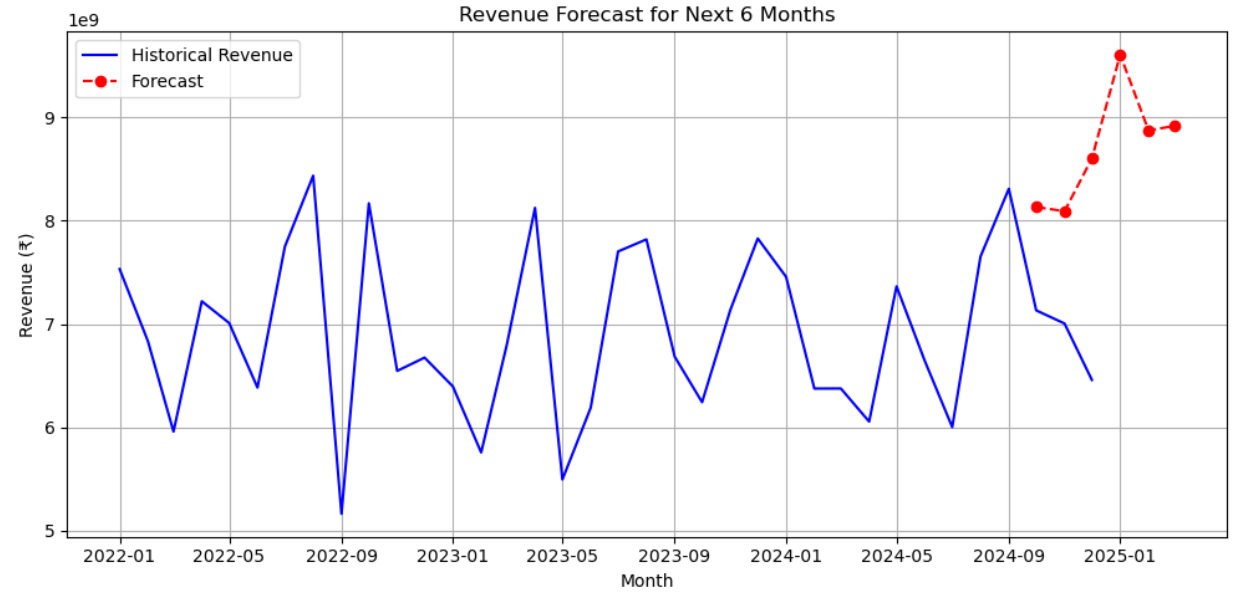 Revenue Forecast for Next 6 Months
1e9
Historical Revenue
Forecast
9
8
7
6
5
Revenue (₹)
2022-01 2022-05 2022-09 2023-01 2023-05 2023-09 2024-01 2024-05 2024-09 2025-01
Month